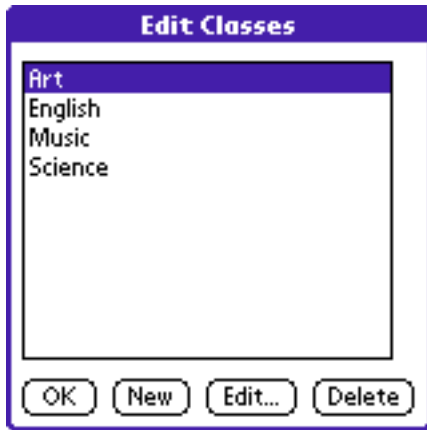 Edit Classes
Art
English
Music
Science
OK New Edit... Delete